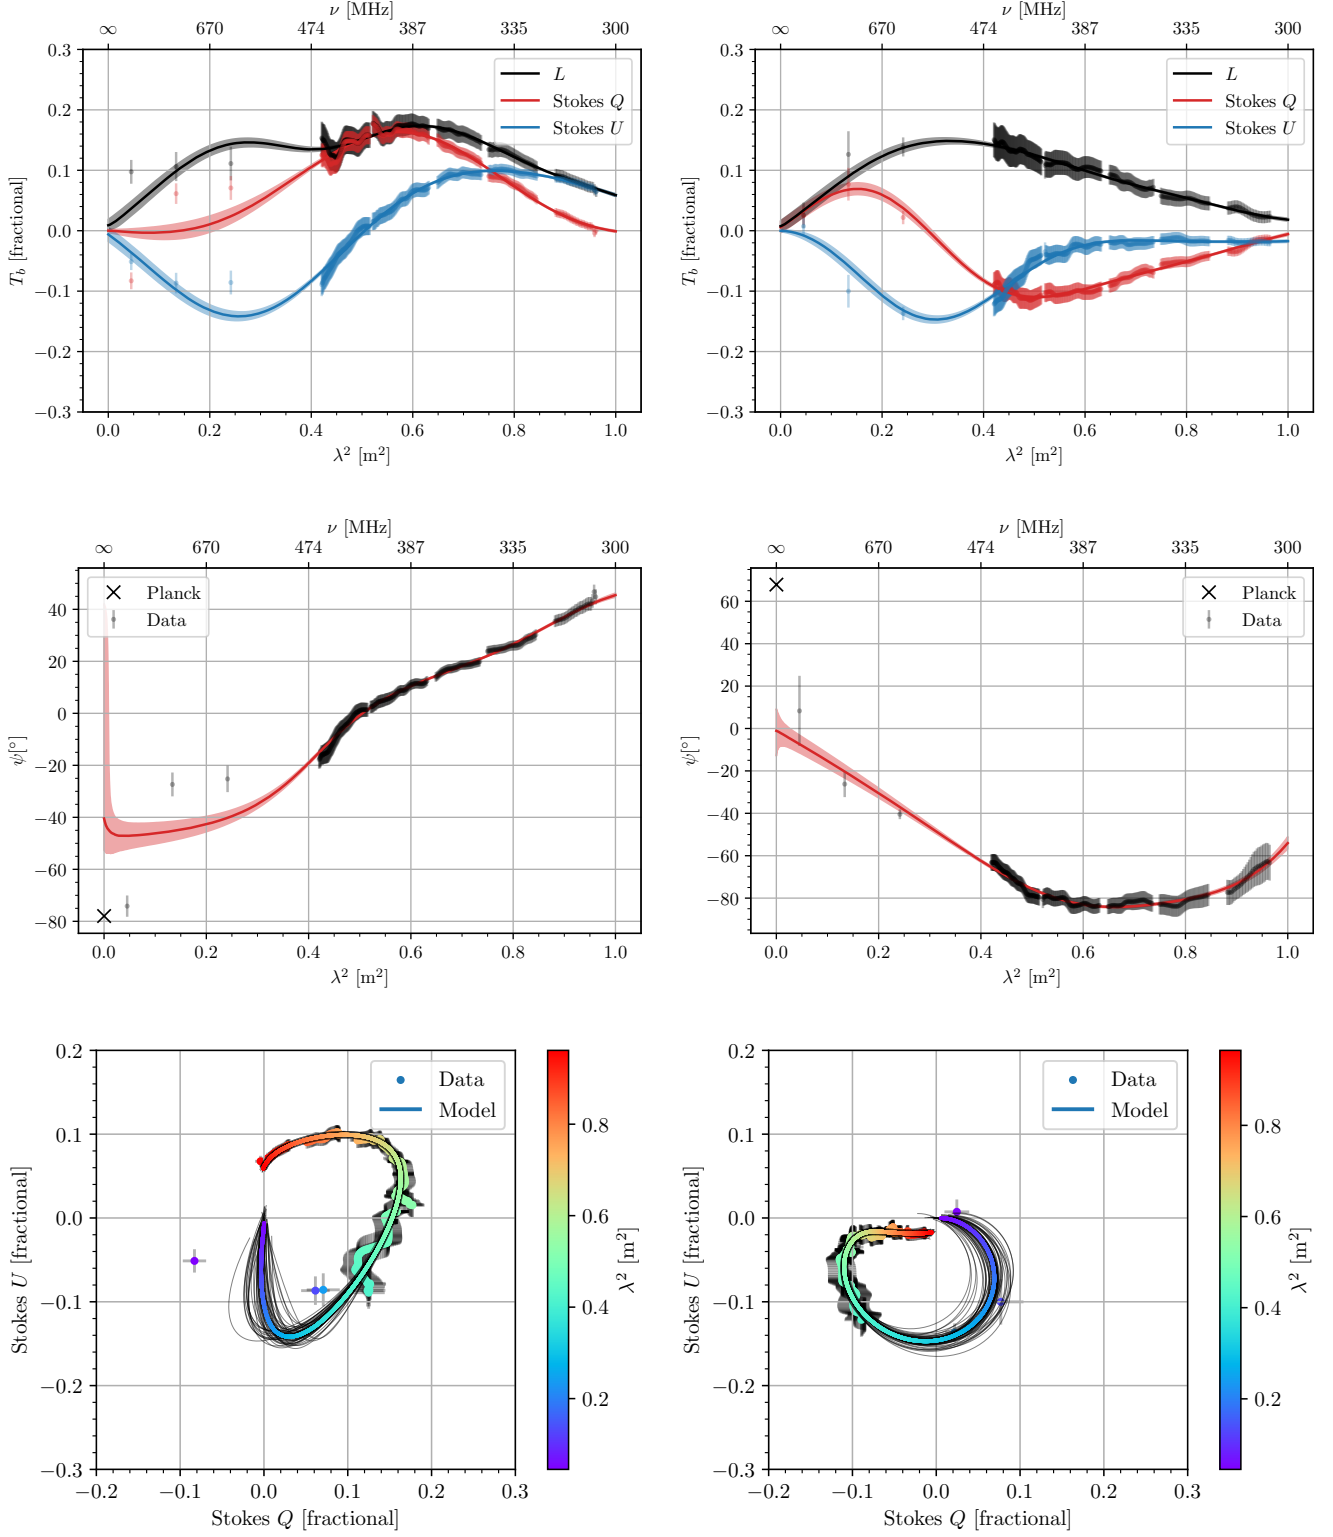 ν [MHz]
∞ 670 474 387 335 300
0.3
0.2
0.1
0.0
−0.1
−0.2
−0.3
T_b [fractional]
L
Stokes Q
Stokes U
0.0 0.2 0.4 0.6 0.8 1.0
λ² [m²]
ν [MHz]
∞ 670 474 387 335 300
0.3
0.2
0.1
0.0
−0.1
−0.2
−0.3
T_b [fractional]
L
Stokes Q
Stokes U
0.0 0.2 0.4 0.6 0.8 1.0
λ² [m²]
ν [MHz]
∞ 670 474 387 335 300
40
20
0
−20
−40
−60
−80
ψ[°]
Planck
Data
0.0 0.2 0.4 0.6 0.8 1.0
λ² [m²]
ν [MHz]
∞ 670 474 387 335 300
60
40
20
0
−20
−40
−60
−80
ψ[°]
Planck
Data
0.0 0.2 0.4 0.6 0.8 1.0
λ² [m²]
0.2
0.1
0.0
−0.1
−0.2
−0.3
Stokes U [fractional]
Data
Model
−0.2 −0.1 0.0 0.1 0.2 0.3
Stokes Q [fractional]
0.8
0.6
0.4
0.2
λ² [m²]
0.2
0.1
0.0
−0.1
−0.2
−0.3
Stokes U [fractional]
Data
Model
−0.2 −0.1 0.0 0.1 0.2 0.3
Stokes Q [fractional]
0.8
0.6
0.4
0.2
λ² [m²]